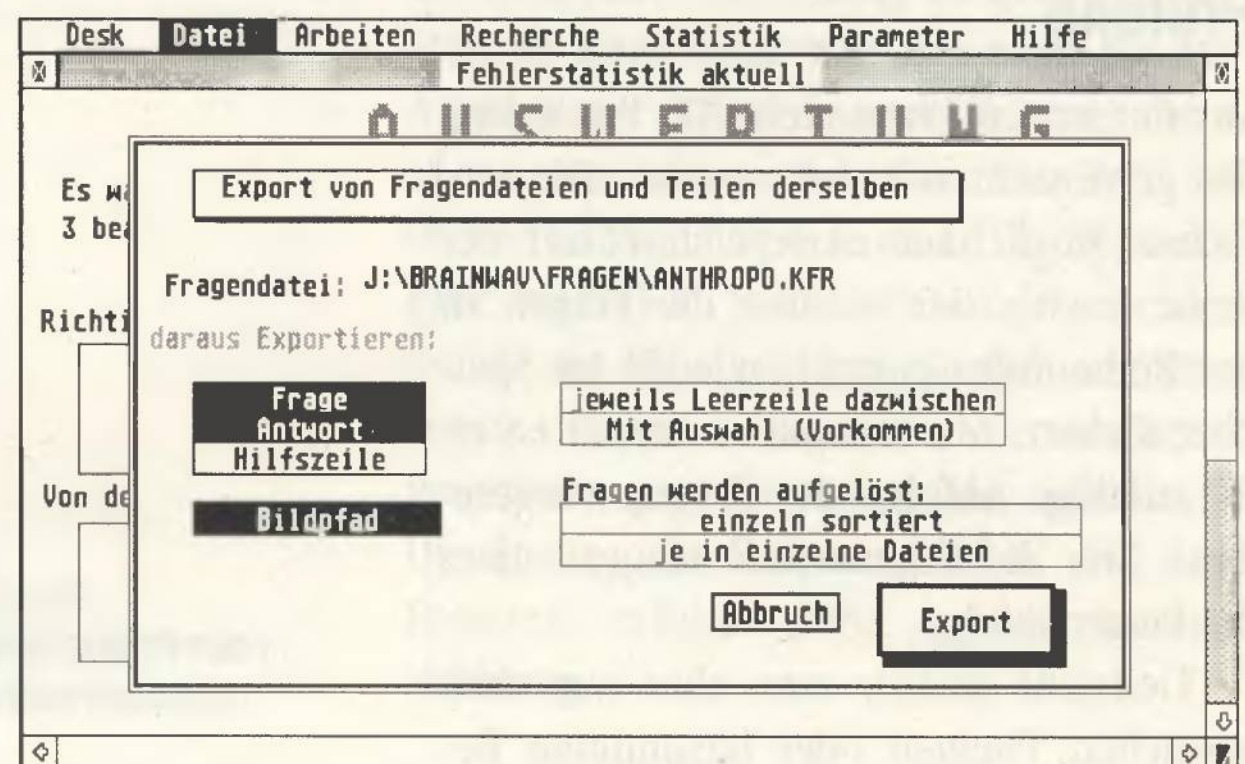 Desk Datei Arbeiten Recherche Statistik Parameter Hilfe
Fehlerstatistik aktuell
AUSWERTUNG
Es wa
3 bea
Richti
Von de
Export von Fragendateien und Teilen derselben
Fragendatei: J:\BRAINWAV\FRAGEN\ANTHROPO.KFR
daraus Exportieren:
Frage
Antwort
Hilfszeile
Bildpfad
jeweils Leerzeile dazwischen
Mit Auswahl (Vorkommen)
Fragen werden aufgelöst:
einzeln sortiert
je in einzelne Dateien
Abbruch
Export